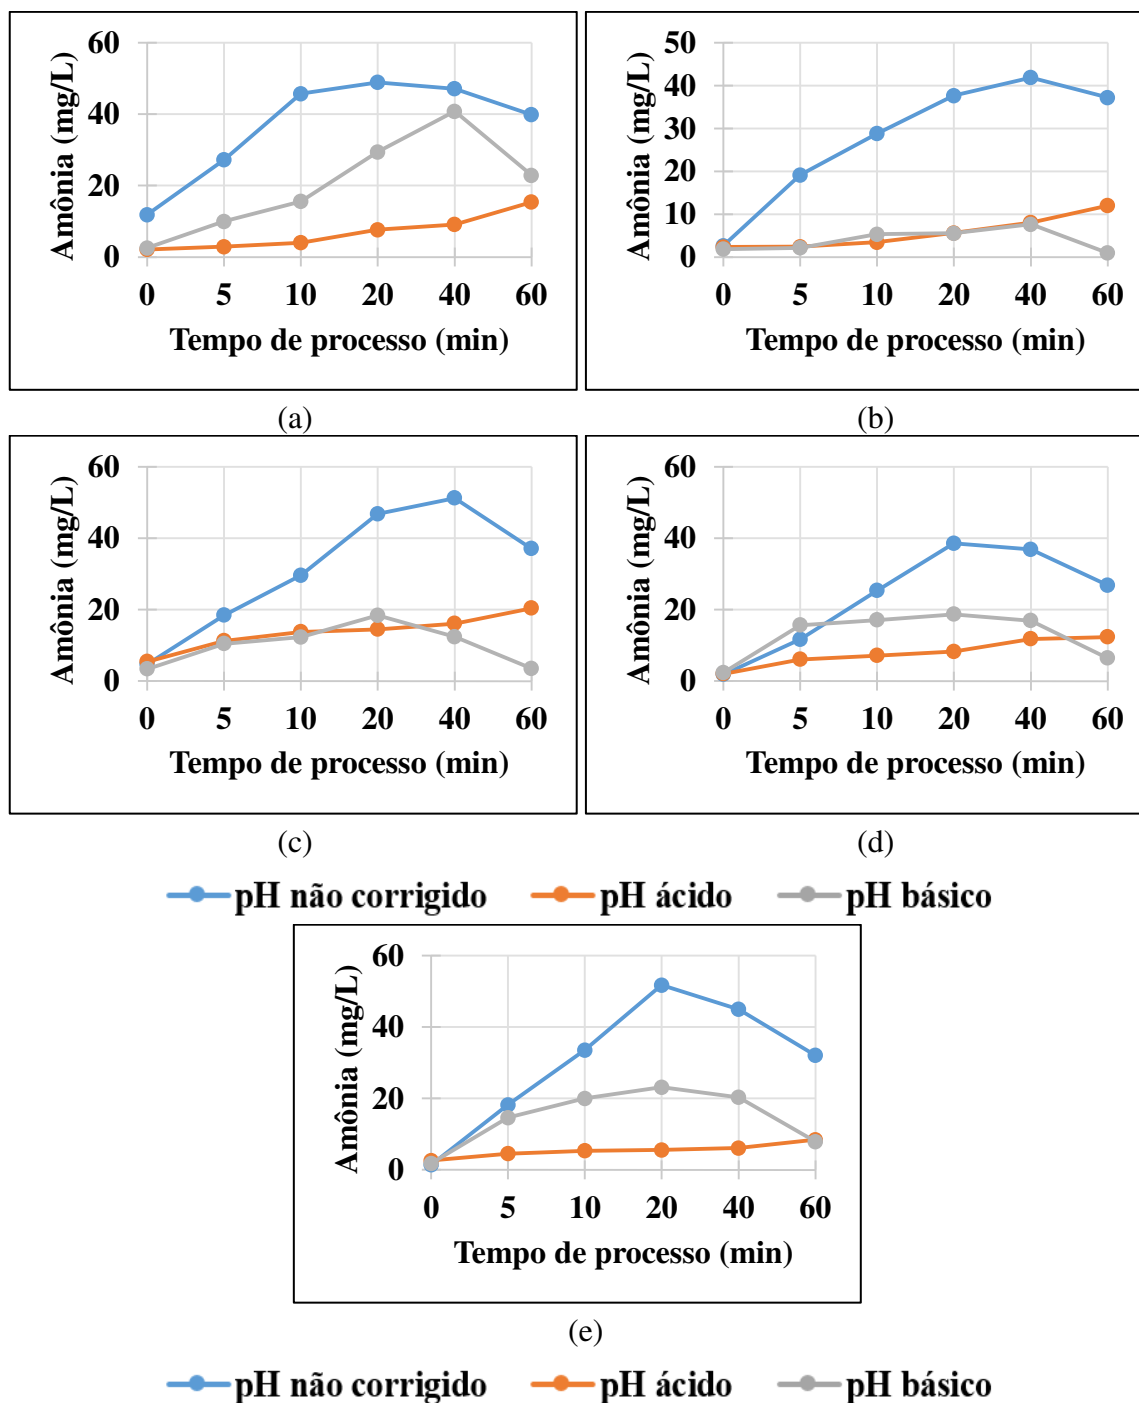 60
40
20
0
Amônia (mg/L)
0 5 10 20 40 60
Tempo de processo (min)
(a)
50
40
30
20
10
0
Amônia (mg/L)
0 5 10 20 40 60
Tempo de processo (min)
(b)
60
40
20
0
Amônia (mg/L)
0 5 10 20 40 60
Tempo de processo (min)
(c)
60
40
20
0
Amônia (mg/L)
0 5 10 20 40 60
Tempo de processo (min)
(d)
pH não corrigido pH ácido pH básico
60
40
20
0
Amônia (mg/L)
0 5 10 20 40 60
Tempo de processo (min)
(e)
pH não corrigido pH ácido pH básico